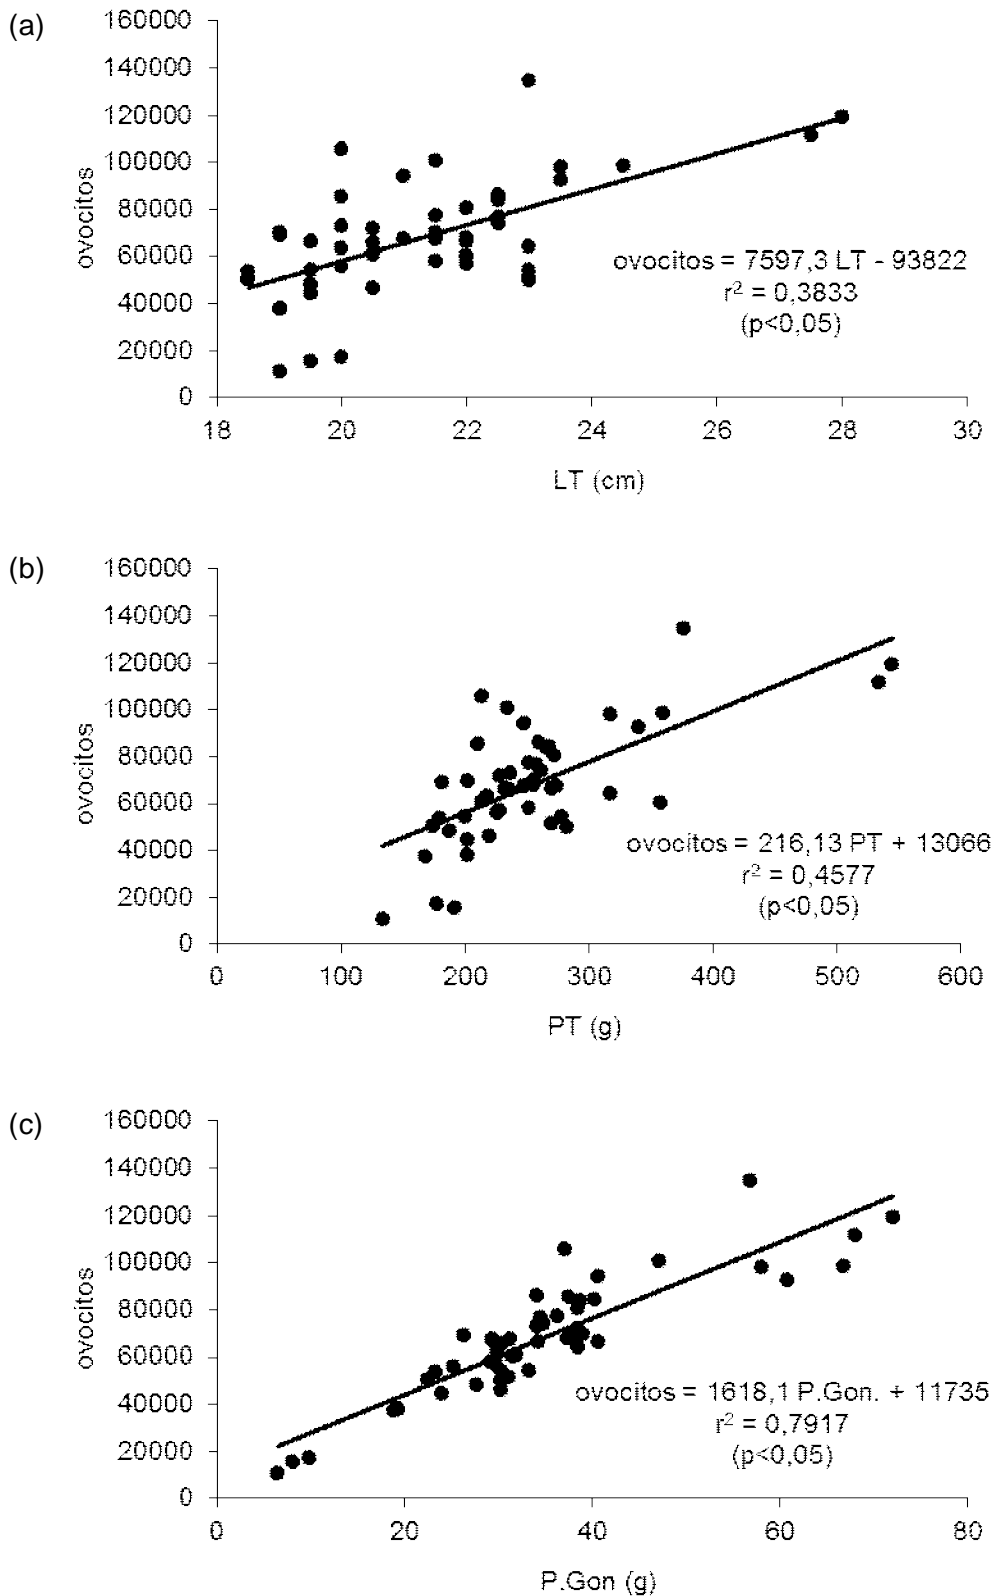 (a)
160000
140000
120000
100000
80000
60000
40000
20000
0
ovocitos
ovocitos = 7597,3 LT - 93822
r² = 0,3833
(p<0,05)
18 20 22 24 26 28 30
LT (cm)
(b)
160000
140000
120000
100000
80000
60000
40000
20000
0
ovocitos
ovocitos = 216,13 PT + 13066
r² = 0,4577
(p<0,05)
0 100 200 300 400 500 600
PT (g)
(c)
160000
140000
120000
100000
80000
60000
40000
20000
0
ovocitos
ovocitos = 1618,1 P.Gon. + 11735
r² = 0,7917
(p<0,05)
0 20 40 60 80
P.Gon (g)